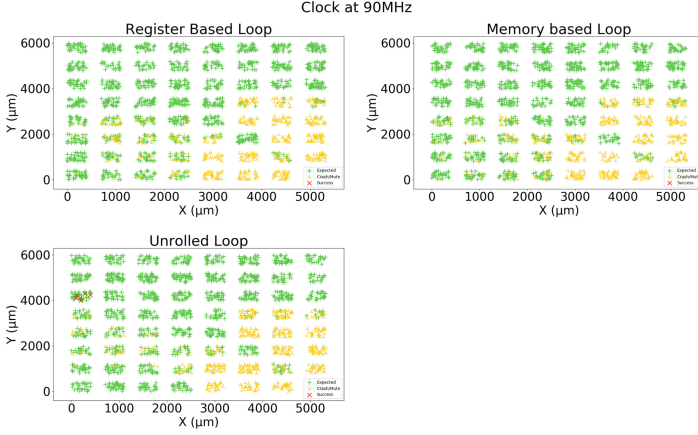 Clock at 90MHz
Register Based Loop
6000
4000
2000
0
Y (μm)
0 1000 2000 3000 4000 5000
X (μm)
Expected
Crash/Mute
Success
Memory based Loop
6000
4000
2000
0
Y (μm)
0 1000 2000 3000 4000 5000
X (μm)
Expected
Crash/Mute
Success
Unrolled Loop
6000
4000
2000
0
Y (μm)
0 1000 2000 3000 4000 5000
X (μm)
Expected
Crash/Mute
Success